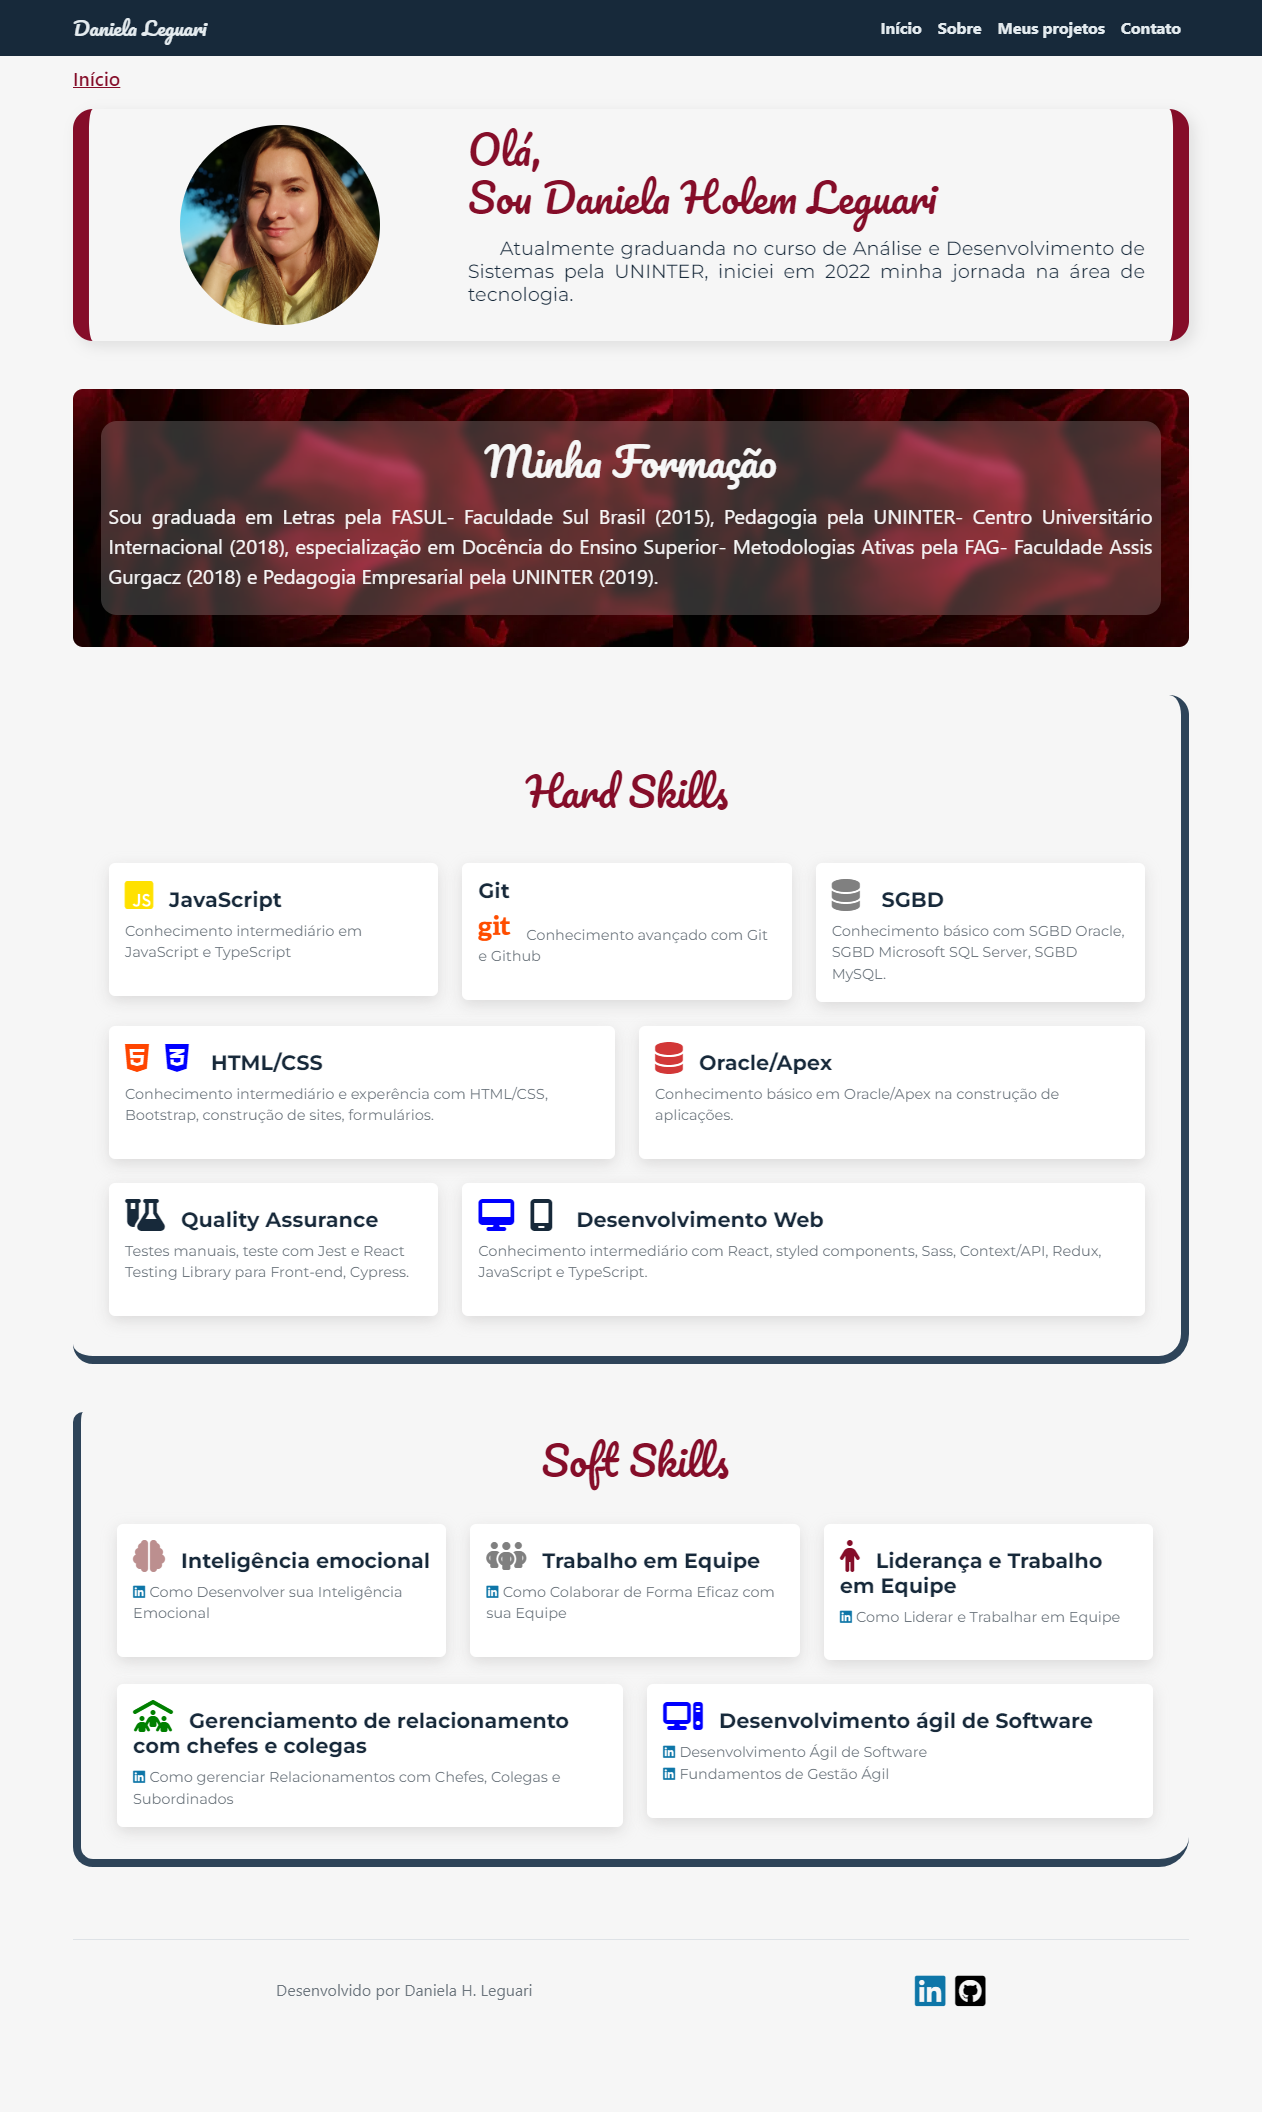 Daniela Leguari
Início Sobre Meus projetos Contato
Início
Olá,
Sou Daniela Holem Leguari
Atualmente graduanda no curso de Análise e Desenvolvimento de
Sistemas pela UNINTER, iniciei em 2022 minha jornada na área de
tecnologia.
Minha Formação
Sou graduada em Letras pela FASUL- Faculdade Sul Brasil (2015), Pedagogia pela UNINTER- Centro Universitário
Internacional (2018), especialização em Docência do Ensino Superior- Metodologias Ativas pela FAG- Faculdade Assis
Gurgacz (2018) e Pedagogia Empresarial pela UNINTER (2019).
Hard Skills
JS JavaScript
Conhecimento intermediário em
JavaScript e TypeScript
Git
git Conhecimento avançado com Git
e Github
SGBD
Conhecimento básico com SGBD Oracle,
SGBD Microsoft SQL Server, SGBD
MySQL.
5 3 HTML/CSS
Conhecimento intermediário e experência com HTML/CSS,
Bootstrap, construção de sites, formulários.
Oracle/Apex
Conhecimento básico em Oracle/Apex na construção de
aplicações.
Quality Assurance
Testes manuais, teste com Jest e React
Testing Library para Front-end, Cypress.
Desenvolvimento Web
Conhecimento intermediário com React, styled components, Sass, Context/API, Redux,
JavaScript e TypeScript.
Soft Skills
Inteligência emocional
in Como Desenvolver sua Inteligência
Emocional
Trabalho em Equipe
in Como Colaborar de Forma Eficaz com
sua Equipe
Liderança e Trabalho
em Equipe
in Como Liderar e Trabalhar em Equipe
Gerenciamento de relacionamento
com chefes e colegas
in Como gerenciar Relacionamentos com Chefes, Colegas e
Subordinados
Desenvolvimento ágil de Software
in Desenvolvimento Ágil de Software
in Fundamentos de Gestão Ágil
Desenvolvido por Daniela H. Leguari
in